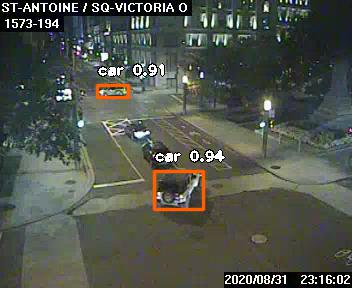 ST-ANTOINE / SQ-VICTORIA O
1573-194
car 0.91
car 0.94
2020/08/31 23:16:02